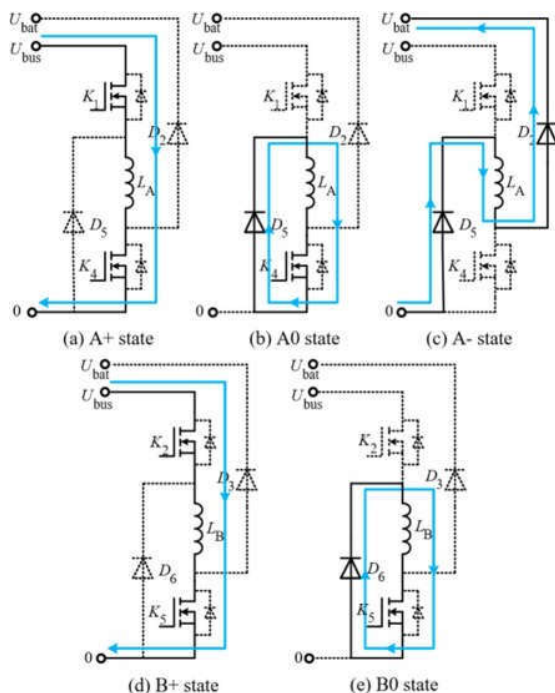 U_bat
U_bus
K_1
D_2
L_A
D_5
K_4
0
(a) A+ state
U_bat
U_bus
K_1
D_2
L_A
D_5
K_4
0
(b) A0 state
U_bat
U_bus
K_1
D_2
L_A
D_5
K_4
0
(c) A- state
U_bat
U_bus
K_2
D_3
L_B
D_6
K_5
0
(d) B+ state
U_bat
U_bus
K_2
D_3
L_B
D_6
K_5
0
(e) B0 state